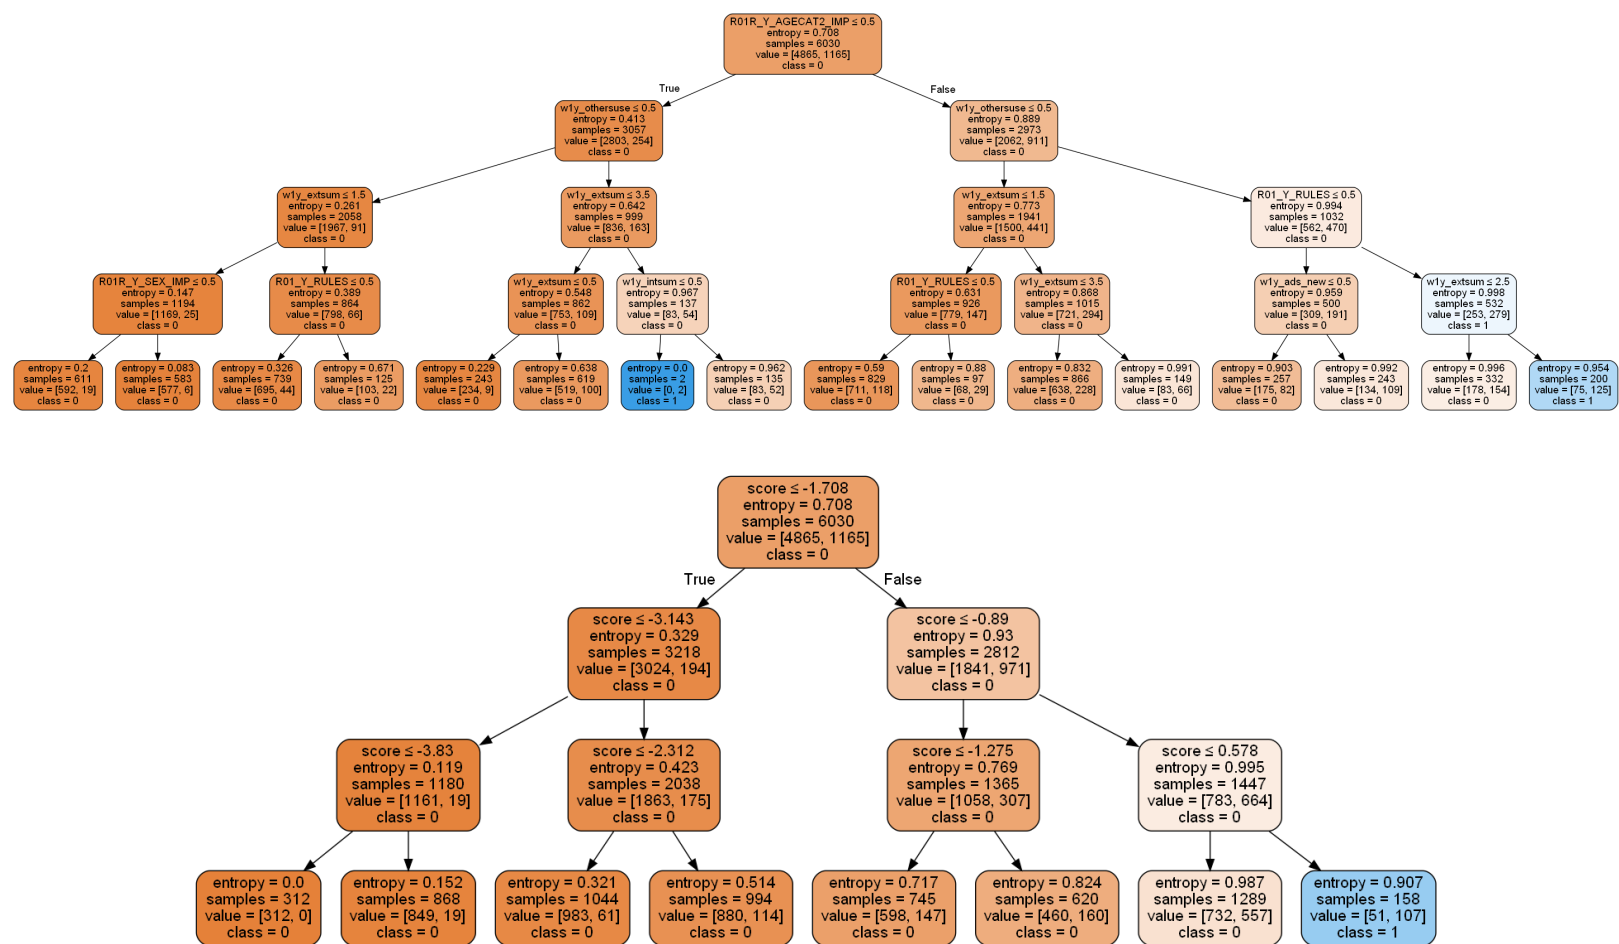 R01R_Y_AGECAT2_IMP ≤ 0.5
entropy = 0.708
samples = 6030
value = [4865, 1165]
class = 0
True
False
w1y_othersuse ≤ 0.5
entropy = 0.413
samples = 3057
value = [2803, 254]
class = 0
w1y_othersuse ≤ 0.5
entropy = 0.889
samples = 2973
value = [2062, 911]
class = 0
w1y_extsum ≤ 1.5
entropy = 0.261
samples = 2058
value = [1967, 91]
class = 0
w1y_extsum ≤ 3.5
entropy = 0.642
samples = 999
value = [836, 163]
class = 0
w1y_extsum ≤ 1.5
entropy = 0.773
samples = 1941
value = [1500, 441]
class = 0
R01_Y_RULES ≤ 0.5
entropy = 0.994
samples = 1032
value = [562, 470]
class = 0
R01R_Y_SEX_IMP ≤ 0.5
entropy = 0.147
samples = 1194
value = [1169, 25]
class = 0
R01_Y_RULES ≤ 0.5
entropy = 0.389
samples = 864
value = [798, 66]
class = 0
w1y_extsum ≤ 0.5
entropy = 0.548
samples = 862
value = [753, 109]
class = 0
w1y_intsum ≤ 0.5
entropy = 0.967
samples = 137
value = [83, 54]
class = 0
R01_Y_RULES ≤ 0.5
entropy = 0.631
samples = 926
value = [779, 147]
class = 0
w1y_extsum ≤ 3.5
entropy = 0.868
samples = 1015
value = [721, 294]
class = 0
w1y_ads_new ≤ 0.5
entropy = 0.959
samples = 500
value = [309, 191]
class = 0
w1y_extsum ≤ 2.5
entropy = 0.998
samples = 532
value = [253, 279]
class = 1
entropy = 0.2
samples = 611
value = [592, 19]
class = 0
entropy = 0.083
samples = 583
value = [577, 6]
class = 0
entropy = 0.326
samples = 739
value = [695, 44]
class = 0
entropy = 0.671
samples = 125
value = [103, 22]
class = 0
entropy = 0.229
samples = 243
value = [234, 9]
class = 0
entropy = 0.638
samples = 619
value = [519, 100]
class = 0
entropy = 0.0
samples = 2
value = [0, 2]
class = 1
entropy = 0.962
samples = 135
value = [83, 52]
class = 0
entropy = 0.59
samples = 829
value = [711, 118]
class = 0
entropy = 0.88
samples = 97
value = [68, 29]
class = 0
entropy = 0.832
samples = 866
value = [638, 228]
class = 0
entropy = 0.991
samples = 149
value = [83, 66]
class = 0
entropy = 0.903
samples = 257
value = [175, 82]
class = 0
entropy = 0.992
samples = 243
value = [134, 109]
class = 0
entropy = 0.996
samples = 332
value = [178, 154]
class = 0
entropy = 0.954
samples = 200
value = [75, 125]
class = 1
score ≤ -1.708
entropy = 0.708
samples = 6030
value = [4865, 1165]
class = 0
True
False
score ≤ -3.143
entropy = 0.329
samples = 3218
value = [3024, 194]
class = 0
score ≤ -0.89
entropy = 0.93
samples = 2812
value = [1841, 971]
class = 0
score ≤ -3.83
entropy = 0.119
samples = 1180
value = [1161, 19]
class = 0
score ≤ -2.312
entropy = 0.423
samples = 2038
value = [1863, 175]
class = 0
score ≤ -1.275
entropy = 0.769
samples = 1365
value = [1058, 307]
class = 0
score ≤ 0.578
entropy = 0.995
samples = 1447
value = [783, 664]
class = 0
entropy = 0.0
samples = 312
value = [312, 0]
class = 0
entropy = 0.152
samples = 868
value = [849, 19]
class = 0
entropy = 0.321
samples = 1044
value = [983, 61]
class = 0
entropy = 0.514
samples = 994
value = [880, 114]
class = 0
entropy = 0.717
samples = 745
value = [598, 147]
class = 0
entropy = 0.824
samples = 620
value = [460, 160]
class = 0
entropy = 0.987
samples = 1289
value = [732, 557]
class = 0
entropy = 0.907
samples = 158
value = [51, 107]
class = 1